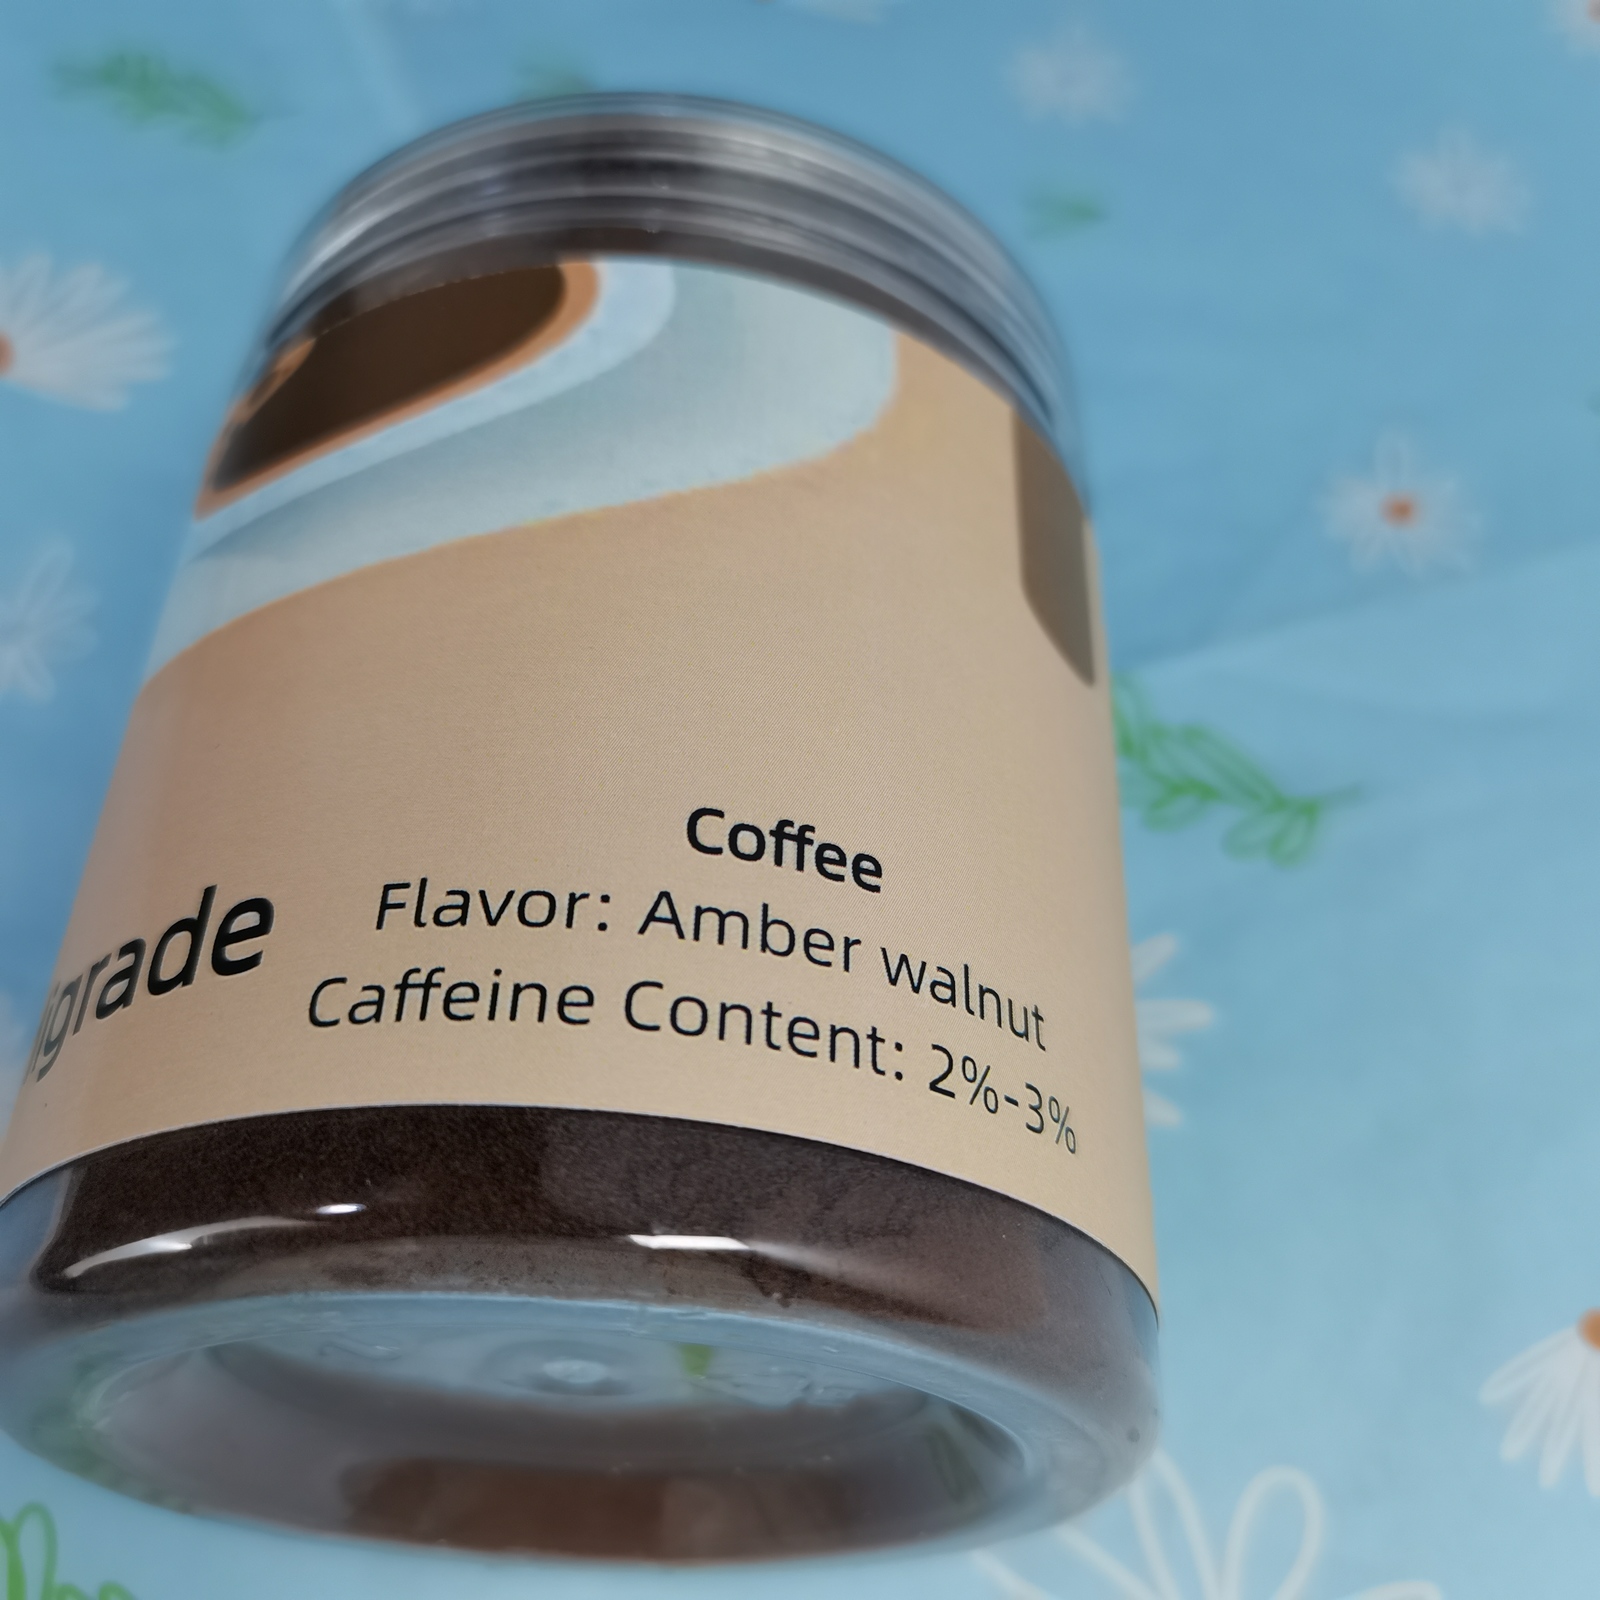 Coffee
Flavor: Amber walnut
Caffeine Content: 2%-3%